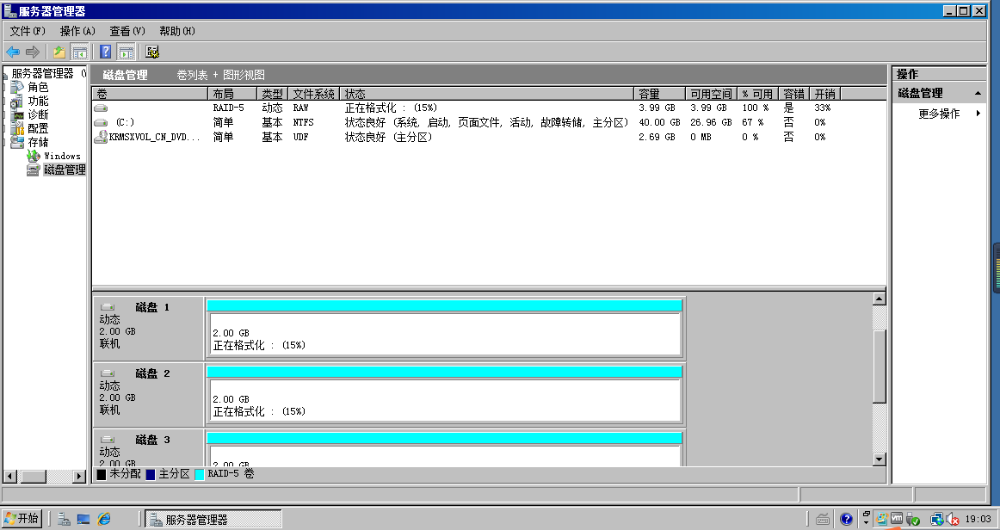 服务器管理器
文件(F) 操作(A) 查看(V) 帮助(H)
服务器管理器 (
角色
功能
诊断
配置
存储
Windows
磁盘管理
磁盘管理 卷列表 + 图形视图
卷 布局 类型 文件系统 状态 容量 可用空间 % 可用 容错 开销
RAID-5 动态 RAW 正在格式化 : (15%) 3.99 GB 3.99 GB 100 % 是 33%
(C:) 简单 基本 NTFS 状态良好 (系统, 启动, 页面文件, 活动, 故障转储, 主分区) 40.00 GB 26.96 GB 67 % 否 0%
KRMSXVOL_CN_DVD... 简单 基本 UDF 状态良好 (主分区) 2.69 GB 0 MB 0 % 否 0%
磁盘 1
动态
2.00 GB
联机
2.00 GB
正在格式化 : (15%)
磁盘 2
动态
2.00 GB
联机
2.00 GB
正在格式化 : (15%)
磁盘 3
动态
2.00 GB
2.00 GB
未分配 主分区 RAID-5 卷
操作
磁盘管理
更多操作
开始
服务器管理器
vm
19:03